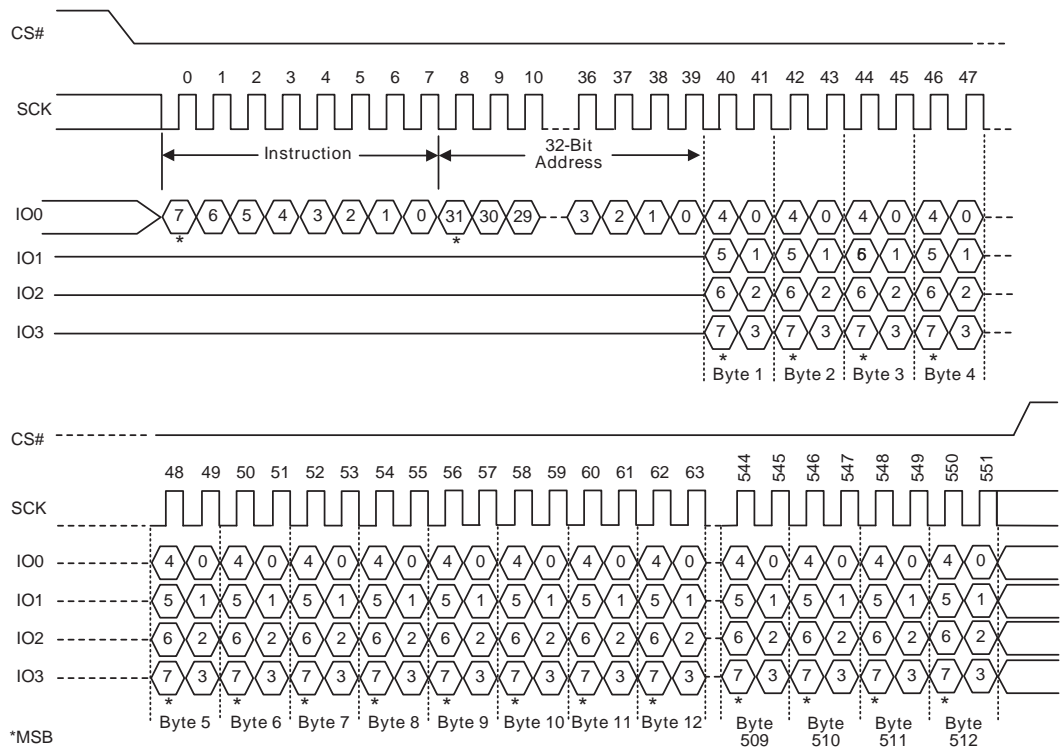 CS#
0 1 2 3 4 5 6 7 8 9 10 36 37 38 39 40 41 42 43 44 45 46 47
SCK
Instruction
32-Bit
Address
IO0 7 6 5 4 3 2 1 0 31 30 29 3 2 1 0 4 0 4 0 4 0 4 0
* *
IO1 5 1 5 1 6 1 5 1
IO2 6 2 6 2 6 2 6 2
IO3 7 3 7 3 7 3 7 3
* * * *
Byte 1 Byte 2 Byte 3 Byte 4
CS#
48 49 50 51 52 53 54 55 56 57 58 59 60 61 62 63 544 545 546 547 548 549 550 551
SCK
IO0 4 0 4 0 4 0 4 0 4 0 4 0 4 0 4 0 4 0 4 0 4 0 4 0
IO1 5 1 5 1 5 1 5 1 5 1 5 1 5 1 5 1 5 1 5 1 5 1 5 1
IO2 6 2 6 2 6 2 6 2 6 2 6 2 6 2 6 2 6 2 6 2 6 2 6 2
IO3 7 3 7 3 7 3 7 3 7 3 7 3 7 3 7 3 7 3 7 3 7 3 7 3
* * * * * * * * * * * *
Byte 5 Byte 6 Byte 7 Byte 8 Byte 9 Byte 10 Byte 11 Byte 12 Byte Byte Byte Byte
509 510 511 512
*MSB